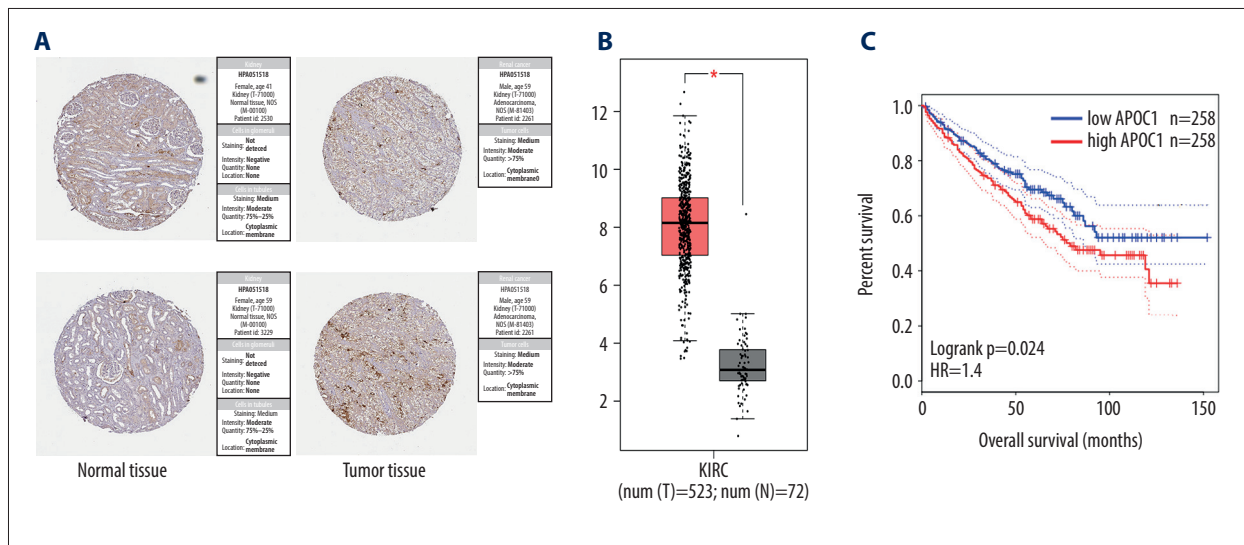 A
Kidney
HPA051518
Female, age 41
Kidney (T-71000)
Normal tissue, NOS
(M-00100)
Patient id: 2530
Cells in glomeruli
Staining: Not
deteced
Intensity: Negative
Quantity: None
Location: None
Cells in tubules
Staining: Medium
Intensity: Moderate
Quantity: 75%–25%
Location: Cytoplasmic
membrane
Renal cancer
HPA051518
Male, age 59
Kidney (T-71000)
Adenocarcinoma,
NOS (M-81403)
Patient id: 2261
Tumor cells
Staining: Medium
Intensity: Moderate
Quantity: >75%
Location: Cytoplasmic
membrane0
Kidney
HPA051518
Female, age 59
Kidney (T-71000)
Normal tissue, NOS
(M-00100)
Patient id: 3229
Cells in glomeruli
Staining: Not
deteced
Intensity: Negative
Quantity: None
Location: None
Cells in tubules
Staining: Medium
Intensity: Moderate
Quantity: 75%–25%
Location: Cytoplasmic
membrane
Renal cancer
HPA051518
Male, age 59
Kidney (T-71000)
Adenocarcinoma,
NOS (M-81403)
Patient id: 2261
Tumor cells
Staining: Medium
Intensity: Moderate
Quantity: >75%
Location: Cytoplasmic
membrane
Normal tissue
Tumor tissue
B
*
12
10
8
6
4
2
KIRC
(num (T)=523; num (N)=72)
C
Percent survival
1.0
0.8
0.6
0.4
0.2
0.0
low APOC1 n=258
high APOC1 n=258
Logrank p=0.024
HR=1.4
0 50 100 150
Overall survival (months)